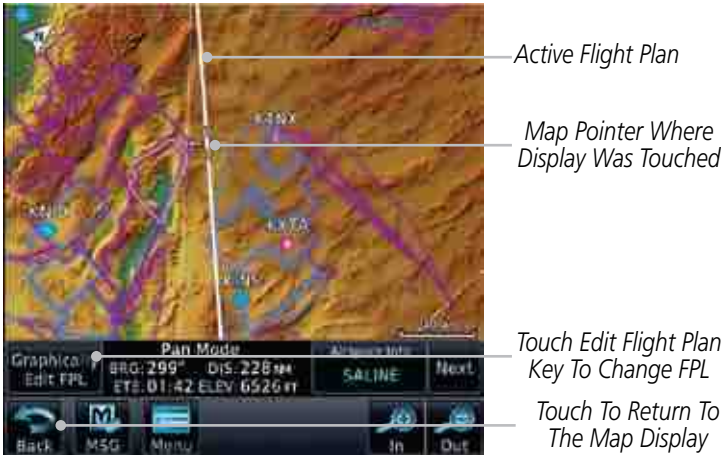 Active Flight Plan
KTNX
Map Pointer Where
Display Was Touched
KXTA
Touch Edit Flight Plan
Key To Change FPL
Graphical
Edit FPL
Pan Mode
BRG: 299° DIS: 228 NM
ETE: 01:42 ELEV 6526 FT
Airspace Info
SALINE
Next
Touch To Return To
The Map Display
Back
MSG
Menu
In
Out